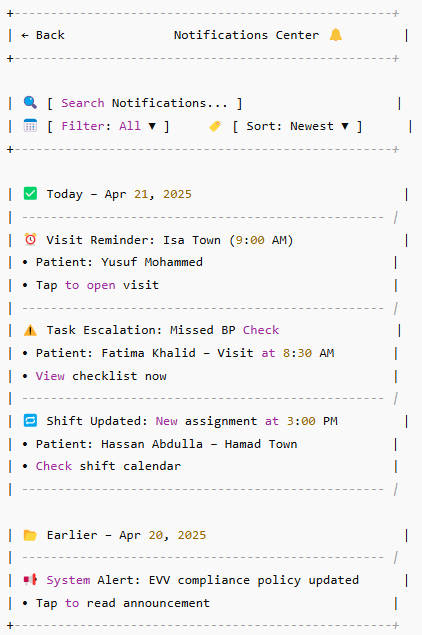 ← Back Notifications Center 🔔
🔍 [ Search Notifications... ]
📅 [ Filter: All ▼ ] 🏷️ [ Sort: Newest ▼ ]
✅ Today – Apr 21, 2025
⏰ Visit Reminder: Isa Town (9:00 AM)
• Patient: Yusuf Mohammed
• Tap to open visit
⚠️ Task Escalation: Missed BP Check
• Patient: Fatima Khalid – Visit at 8:30 AM
• View checklist now
🔁 Shift Updated: New assignment at 3:00 PM
• Patient: Hassan Abdulla – Hamad Town
• Check shift calendar
📂 Earlier – Apr 20, 2025
📢 System Alert: EVV compliance policy updated
• Tap to read announcement